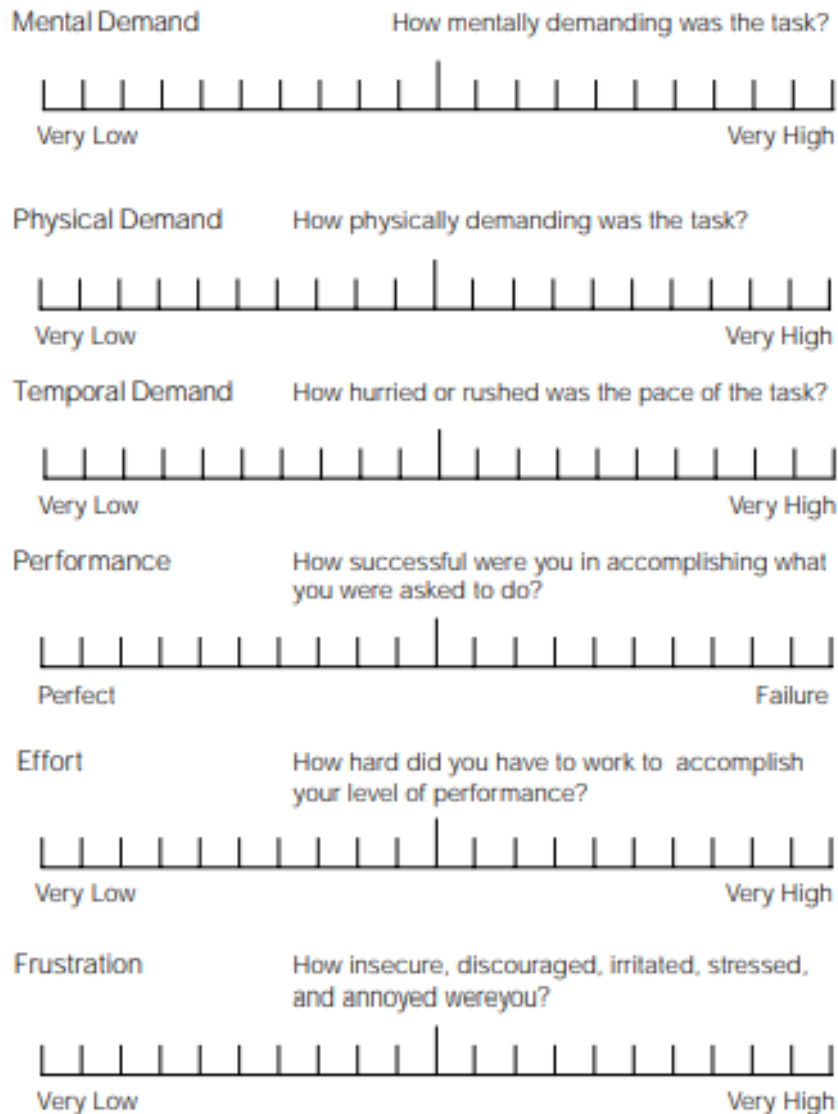 Mental Demand How mentally demanding was the task?
Very Low Very High
Physical Demand How physically demanding was the task?
Very Low Very High
Temporal Demand How hurried or rushed was the pace of the task?
Very Low Very High
Performance How successful were you in accomplishing what
you were asked to do?
Perfect Failure
Effort How hard did you have to work to accomplish
your level of performance?
Very Low Very High
Frustration How insecure, discouraged, irritated, stressed,
and annoyed wereyou?
Very Low Very High